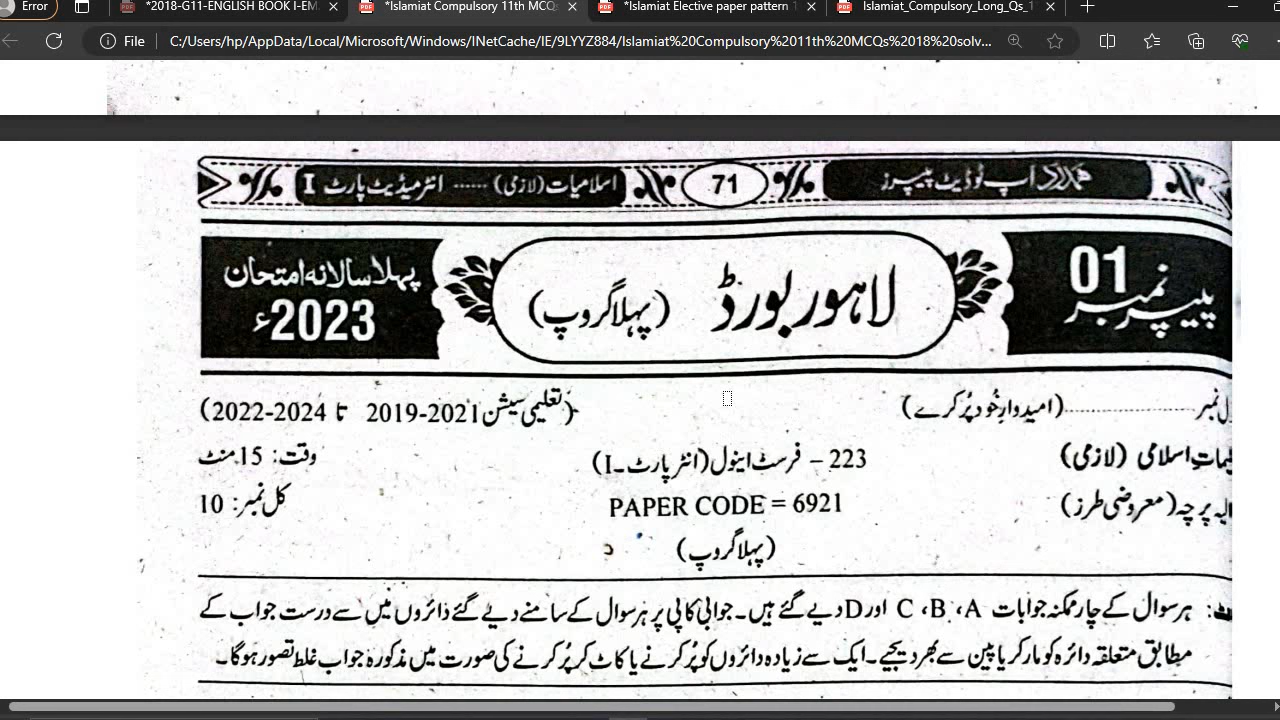 Error
*2018-G11-ENGLISH BOOK I-EM.
*Islamiat Compulsory 11th MCQs
*Islamiat Elective paper pattern 1
Islamiat_Compulsory_Long_Qs_1
File
C:/Users/hp/AppData/Local/Microsoft/Windows/INetCache/IE/9LYYZ884/Islamiat%20Compulsory%2011th%20MCQs%2018%20solv...
ہمدرد اپ ٹو ڈیٹ پیپرز 71 اسلامیات (لازمی) ...... انٹرمیڈیٹ پارٹ I
پیپر نمبر 01
لاہور بورڈ (پہلا گروپ)
پہلا سالانہ امتحان
2023ء
نمبر .................... (امیدوار خود پُر کرے) (تعلیمی سیشن 2021-2019 تا 2024-2022)
اسلامی (لازمی) 223 – فرسٹ اینول (انٹر پارٹ۔I) وقت: 15 منٹ
پرچہ (معروضی طرز) PAPER CODE = 6921 کل نمبر: 10
(پہلا گروپ)
ہر سوال کے چار ممکنہ جوابات A، B، C اور D دیے گئے ہیں۔ جوابی کاپی پر ہر سوال کے سامنے دیے گئے دائروں میں سے درست جواب کے
مطابق متعلقہ دائرہ کو مارکر یا پین سے بھر دیجیے۔ ایک سے زیادہ دائروں کو پُر کرنے یا کاٹ کر پُر کرنے کی صورت میں مذکورہ جواب غلط تصور ہوگا۔